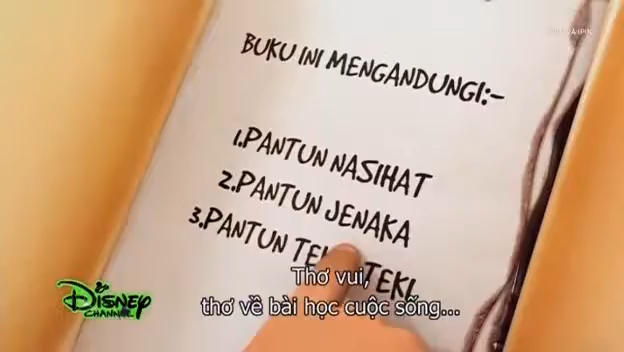 BUKU INI MENGANDUNGI:-
1.PANTUN NASIHAT
2.PANTUN JENAKA
3.PANTUN TEKI
Thơ vui,
thơ về bài học cuộc sống...
Disney
CHANNEL